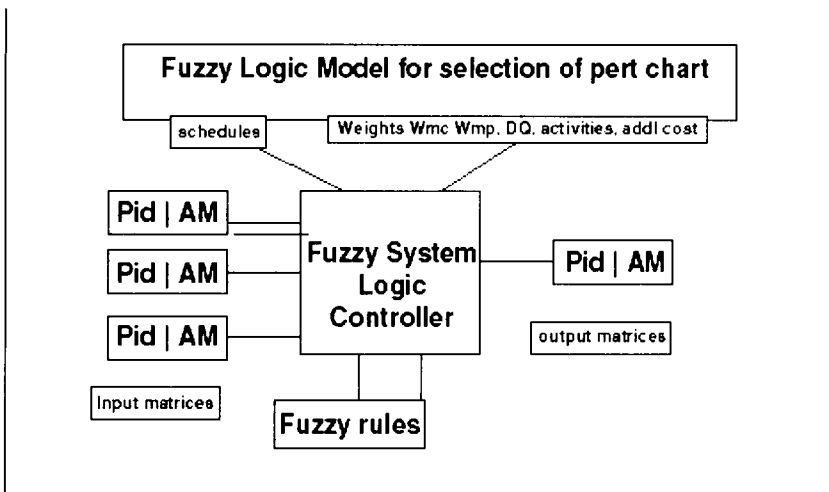 Fuzzy Logic Model for selection of pert chart
schedules
Weights Wmc Wmp, DQ, activities, addl cost
Pid | AM
Pid | AM
Pid | AM
Fuzzy System
Logic
Controller
Pid | AM
output matrices
Input matrices
Fuzzy rules